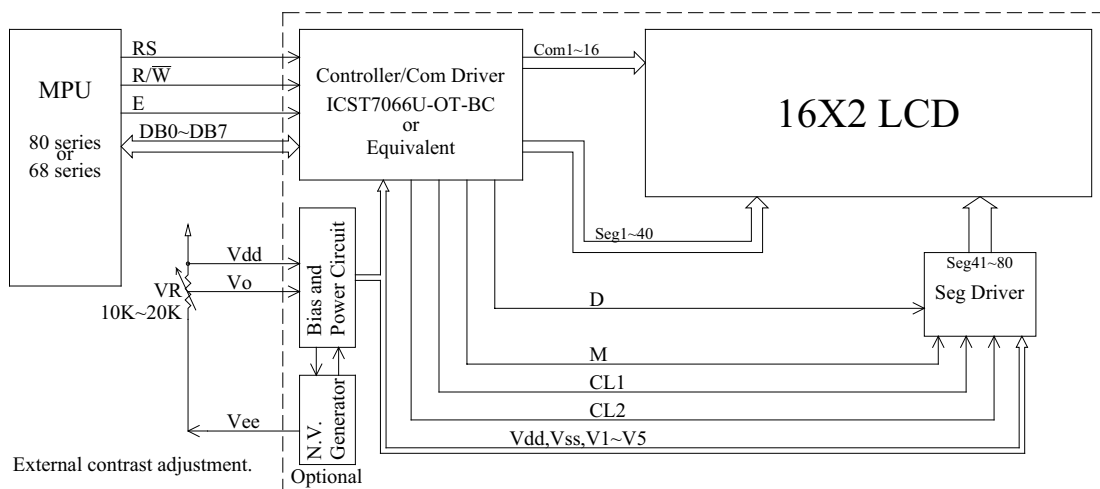 MPU
80 series
or
68 series
RS
R/W̅
E
DB0~DB7
Controller/Com Driver
ICST7066U-OT-BC
or
Equivalent
Com1~16
16X2 LCD
Seg1~40
Seg41~80
Seg Driver
Vdd
Vo
VR
10K~20K
Bias and
Power Circuit
D
M
CL1
CL2
Vdd,Vss,V1~V5
Vee
N.V.
Generator
Optional
External contrast adjustment.